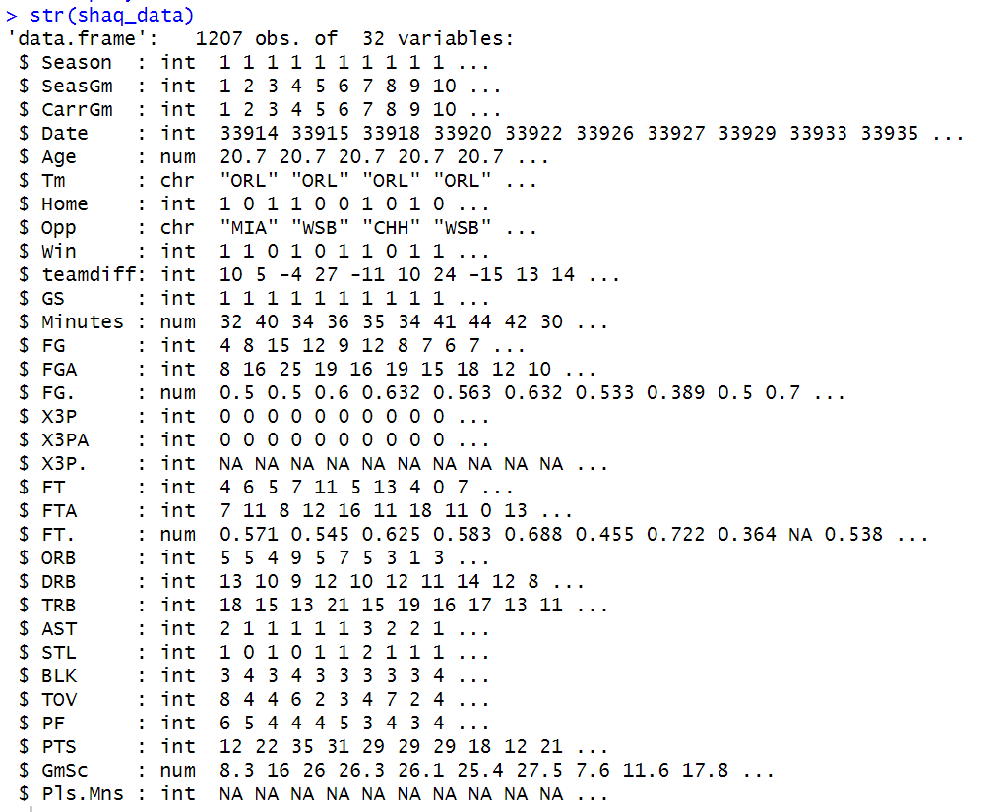 > str(shaq_data)
'data.frame':   1207 obs. of  32 variables:
 $ Season  : int  1 1 1 1 1 1 1 1 1 1 ...
 $ SeasGm  : int  1 2 3 4 5 6 7 8 9 10 ...
 $ CarrGm  : int  1 2 3 4 5 6 7 8 9 10 ...
 $ Date    : int  33914 33915 33918 33920 33922 33926 33927 33929 33933 33935 ...
 $ Age     : num  20.7 20.7 20.7 20.7 20.7 ...
 $ Tm      : chr  "ORL" "ORL" "ORL" "ORL" ...
 $ Home    : int  1 0 1 1 0 0 1 0 1 0 ...
 $ Opp     : chr  "MIA" "WSB" "CHH" "WSB" ...
 $ Win     : int  1 1 0 1 0 1 1 0 1 1 ...
 $ teamdiff: int  10 5 -4 27 -11 10 24 -15 13 14 ...
 $ GS      : int  1 1 1 1 1 1 1 1 1 1 ...
 $ Minutes : num  32 40 34 36 35 34 41 44 42 30 ...
 $ FG      : int  4 8 15 12 9 12 8 7 6 7 ...
 $ FGA     : int  8 16 25 19 16 19 15 18 12 10 ...
 $ FG.     : num  0.5 0.5 0.6 0.632 0.563 0.632 0.533 0.389 0.5 0.7 ...
 $ X3P     : int  0 0 0 0 0 0 0 0 0 0 ...
 $ X3PA    : int  0 0 0 0 0 0 0 0 0 0 ...
 $ X3P.    : int  NA NA NA NA NA NA NA NA NA NA ...
 $ FT      : int  4 6 5 7 11 5 13 4 0 7 ...
 $ FTA     : int  7 11 8 12 16 11 18 11 0 13 ...
 $ FT.     : num  0.571 0.545 0.625 0.583 0.688 0.455 0.722 0.364 NA 0.538 ...
 $ ORB     : int  5 5 4 9 5 7 5 3 1 3 ...
 $ DRB     : int  13 10 9 12 10 12 11 14 12 8 ...
 $ TRB     : int  18 15 13 21 15 19 16 17 13 11 ...
 $ AST     : int  2 1 1 1 1 1 3 2 2 1 ...
 $ STL     : int  1 0 1 0 1 1 2 1 1 1 ...
 $ BLK     : int  3 4 3 4 3 3 3 3 3 4 ...
 $ TOV     : int  8 4 4 6 2 3 4 7 2 4 ...
 $ PF      : int  6 5 4 4 4 5 3 4 3 4 ...
 $ PTS     : int  12 22 35 31 29 29 29 18 12 21 ...
 $ GmSc    : num  8.3 16 26 26.3 26.1 25.4 27.5 7.6 11.6 17.8 ...
 $ Pls.Mns : int  NA NA NA NA NA NA NA NA NA NA ...